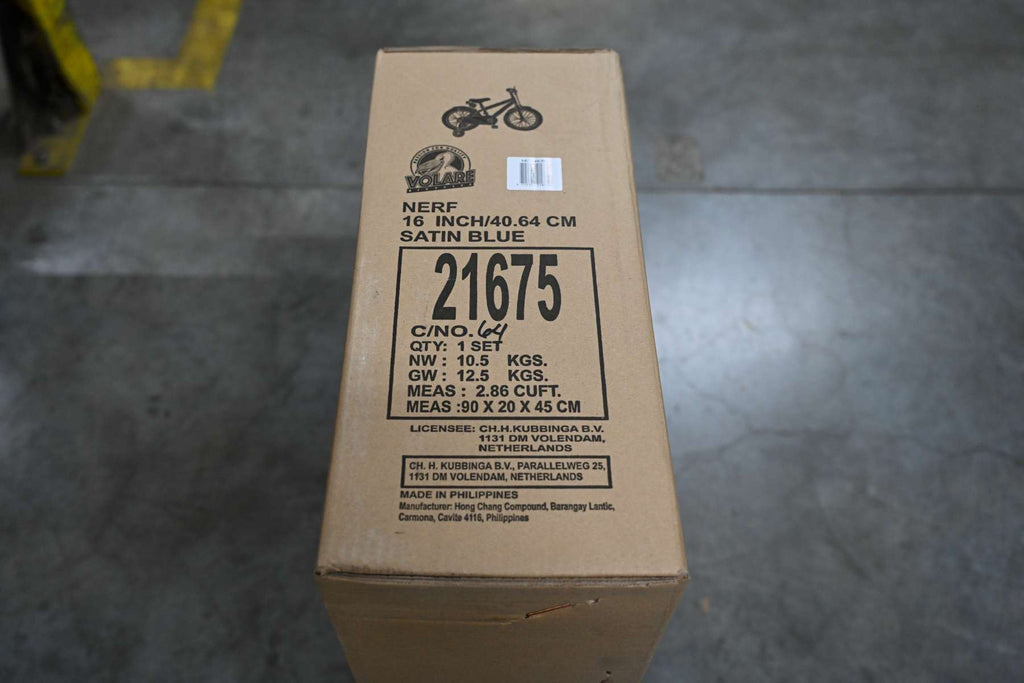 VOLARE
NERF
16 INCH/40.64 CM
SATIN BLUE
21675
C/NO. 64
QTY: 1 SET
NW : 10.5 KGS.
GW : 12.5 KGS.
MEAS : 2.86 CUFT.
MEAS :90 X 20 X 45 CM
LICENSEE: CH.H.KUBBINGA B.V.
1131 DM VOLENDAM,
NETHERLANDS
CH. H. KUBBINGA B.V., PARALLELWEG 25,
1131 DM VOLENDAM, NETHERLANDS
MADE IN PHILIPPINES
Manufacturer: Hong Chang Compound, Barangay Lantic,
Carmona, Cavite 4116, Philippines